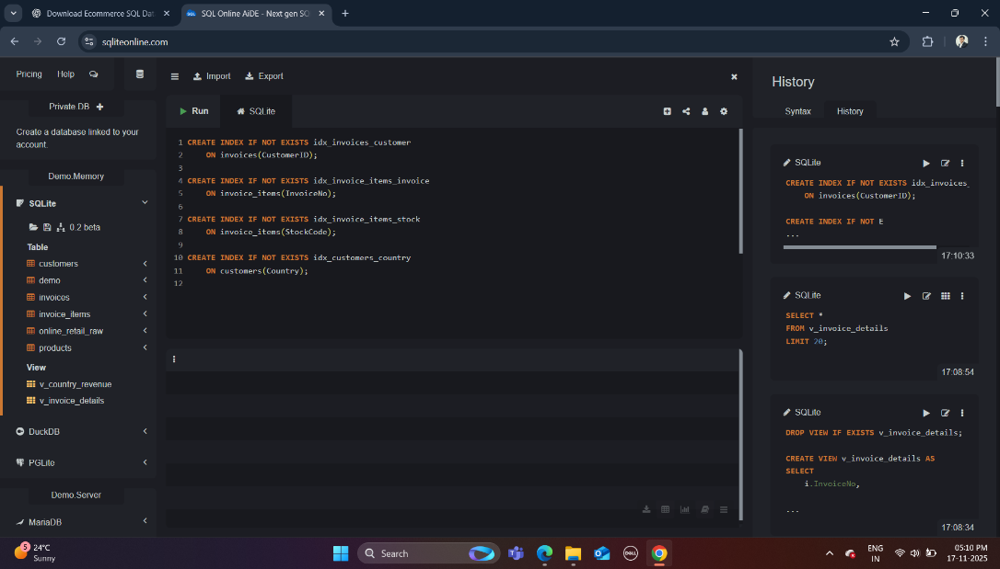 Download Ecommerce SQL Dat
SQL Online AiDE - Next gen SQ
sqliteonline.com
Pricing
Help
Private DB
Create a database linked to your
account.
Demo.Memory
SQLite
0.2 beta
Table
customers
demo
invoices
invoice_items
online_retail_raw
products
View
v_country_revenue
v_invoice_details
DuckDB
PGLite
Demo.Server
MariaDB
Import
Export
Run
SQLite
1 CREATE INDEX IF NOT EXISTS idx_invoices_customer
2 ON invoices(CustomerID);
3
4 CREATE INDEX IF NOT EXISTS idx_invoice_items_invoice
5 ON invoice_items(InvoiceNo);
6
7 CREATE INDEX IF NOT EXISTS idx_invoice_items_stock
8 ON invoice_items(StockCode);
9
10 CREATE INDEX IF NOT EXISTS idx_customers_country
11 ON customers(Country);
12
History
Syntax
History
SQLite
CREATE INDEX IF NOT EXISTS idx_invoices_
ON invoices(CustomerID);
CREATE INDEX IF NOT E
...
17:10:33
SQLite
SELECT *
FROM v_invoice_details
LIMIT 20;
17:08:54
SQLite
DROP VIEW IF EXISTS v_invoice_details;
CREATE VIEW v_invoice_details AS
SELECT
i.InvoiceNo,
...
17:08:34
5
24°C
Sunny
Search
DELL
ENG
IN
05:10 PM
17-11-2025